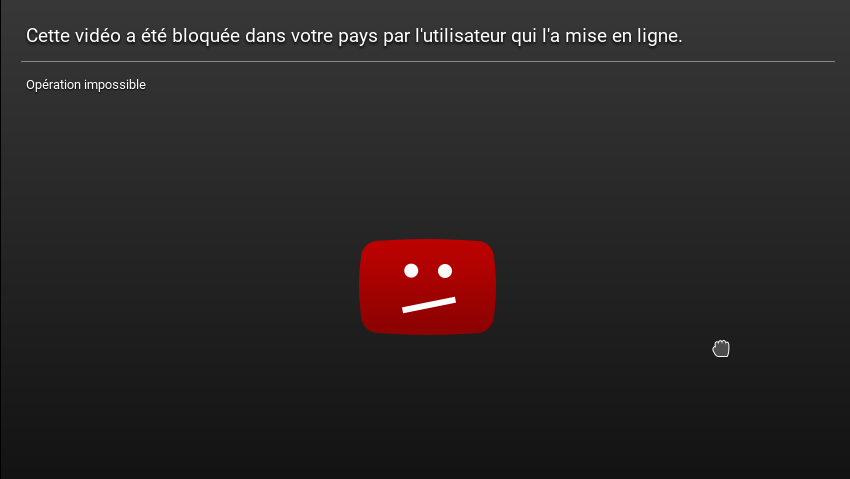 Cette vidéo a été bloquée dans votre pays par l'utilisateur qui l'a mise en ligne.
Opération impossible